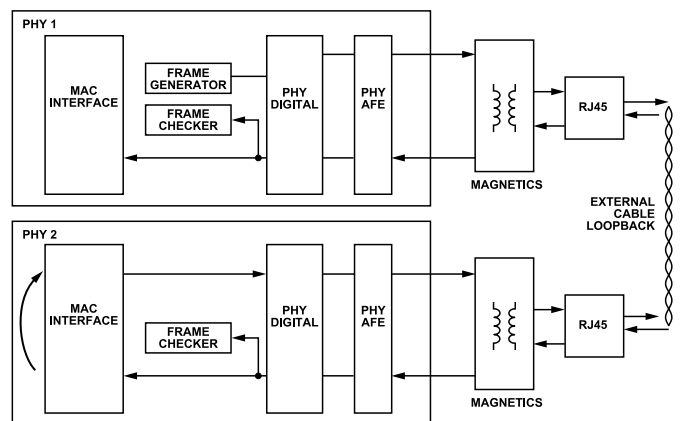 PHY 1
MAC
INTERFACE
FRAME
GENERATOR
FRAME
CHECKER
PHY
DIGITAL
PHY
AFE
MAGNETICS
RJ45
EXTERNAL
CABLE
LOOPBACK
PHY 2
MAC
INTERFACE
FRAME
CHECKER
PHY
DIGITAL
PHY
AFE
MAGNETICS
RJ45